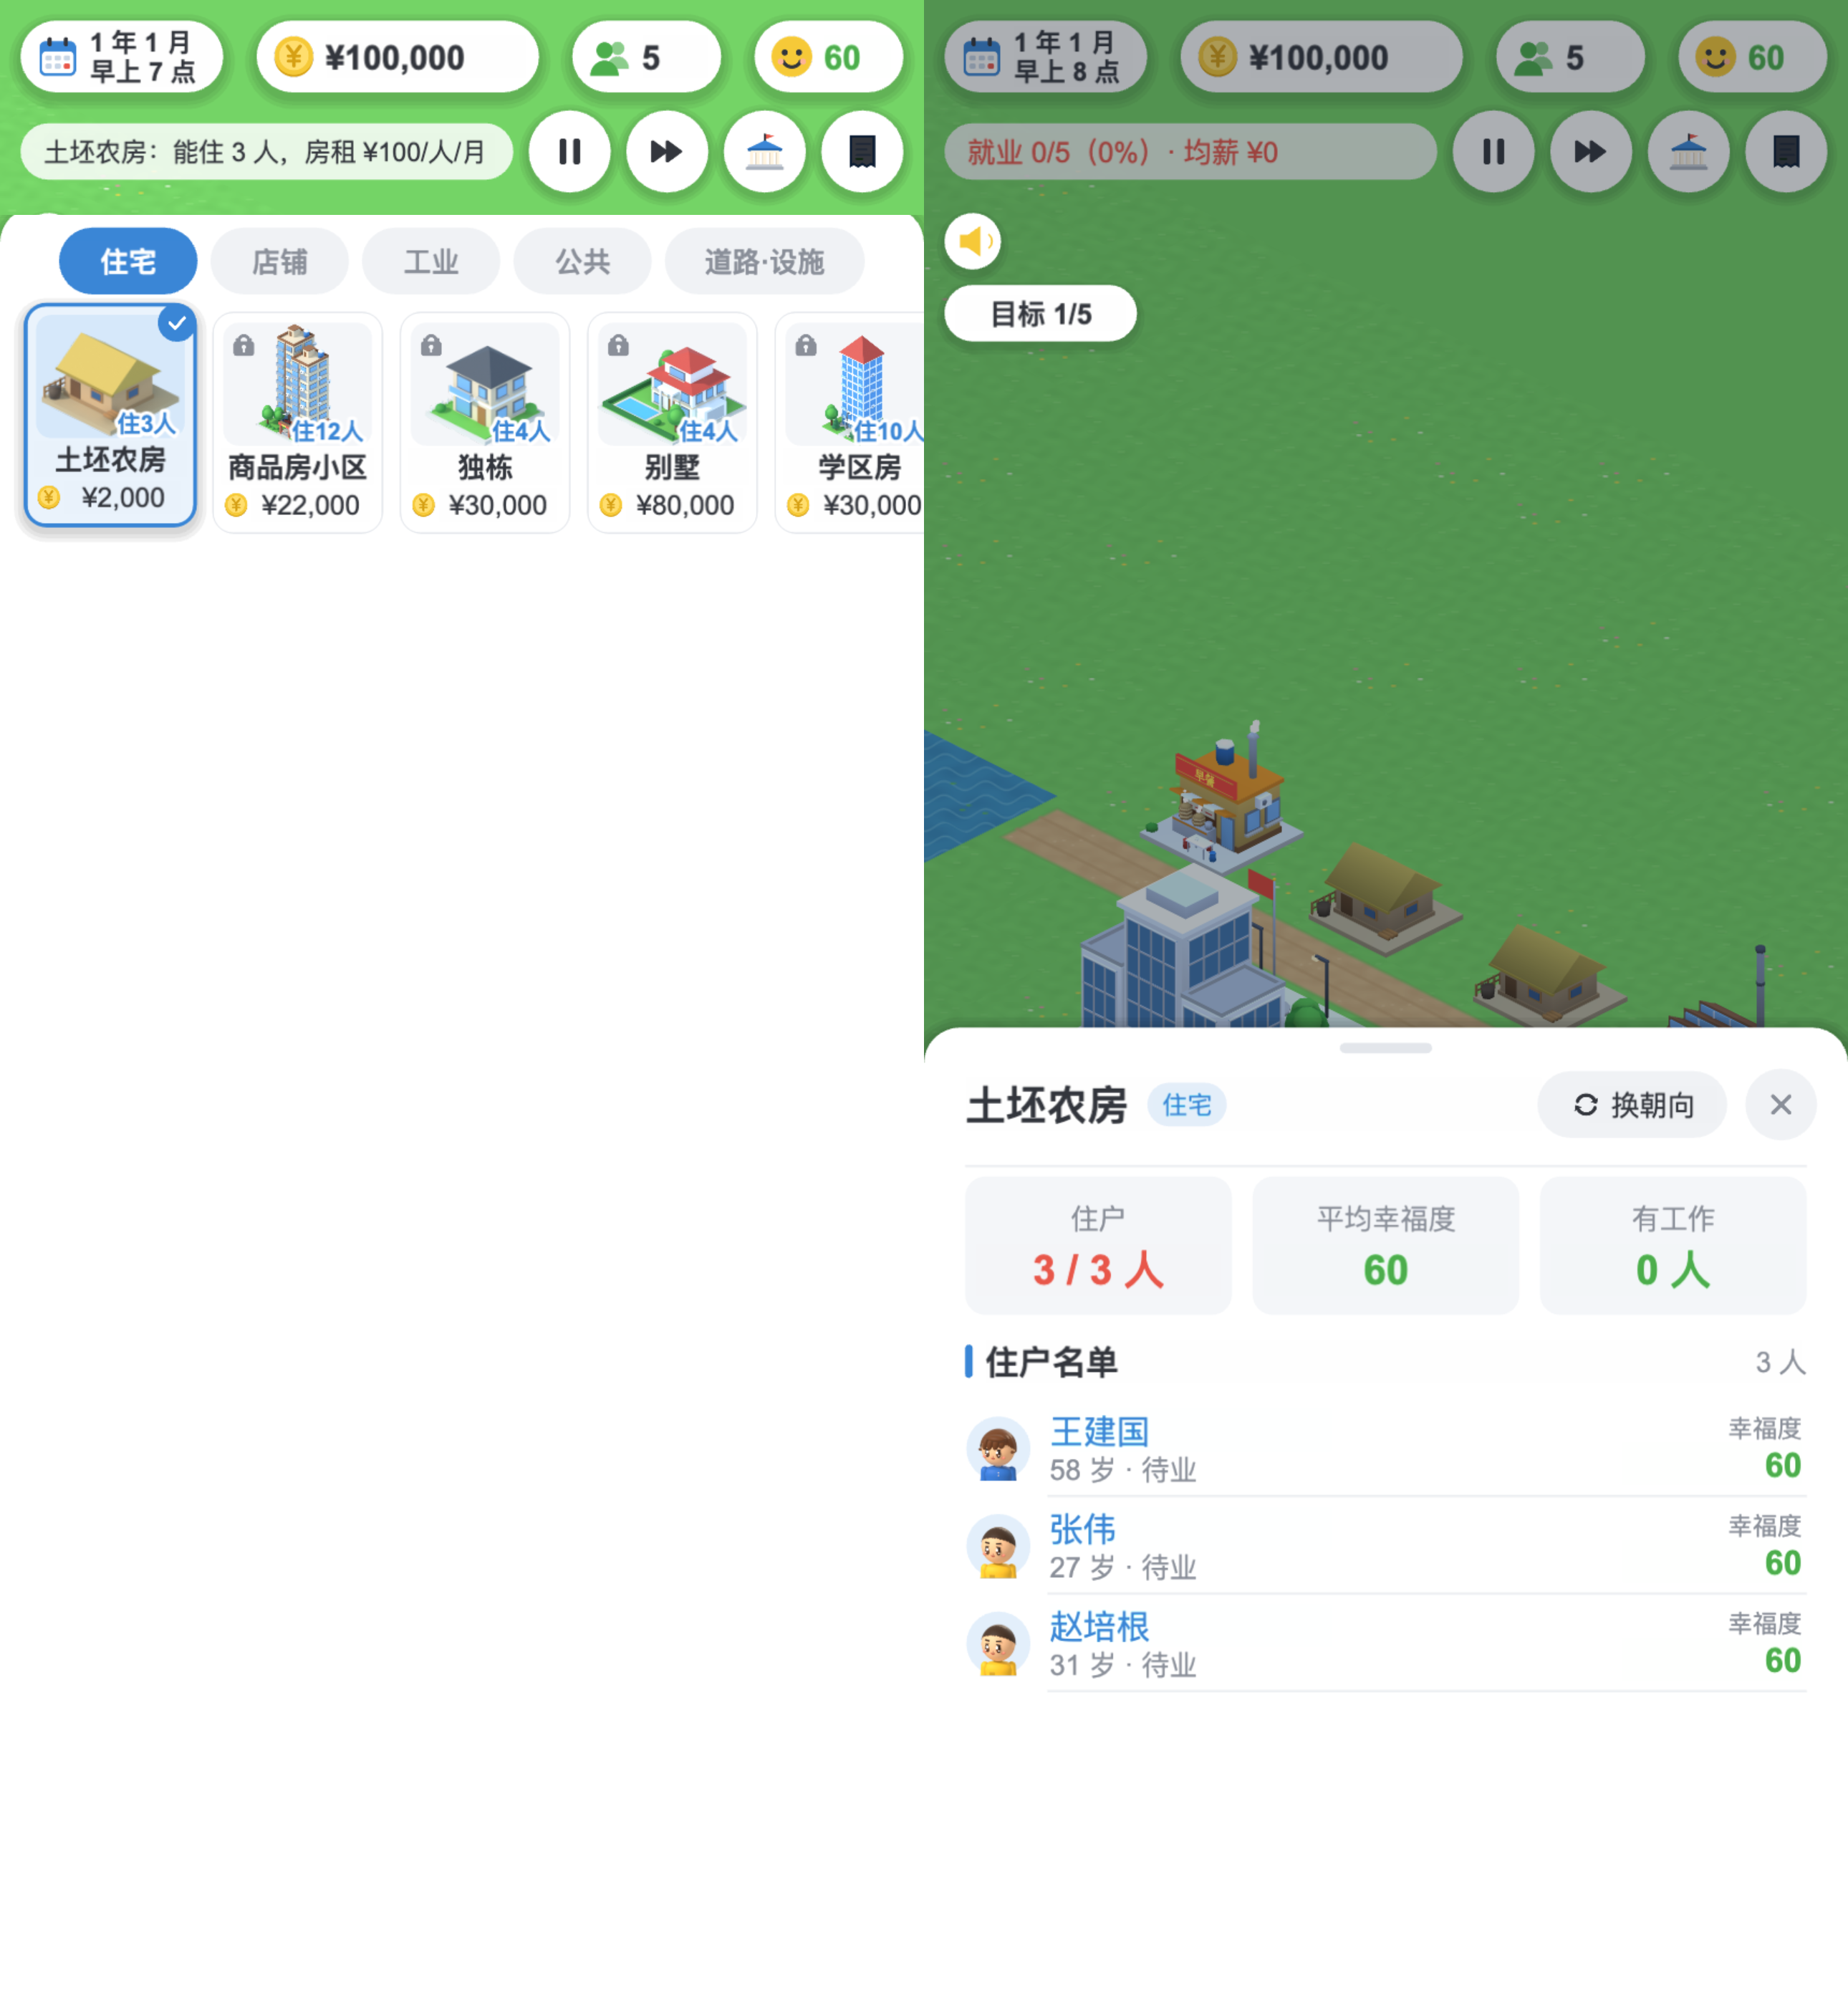 1 年 1 月
早上 7 点
¥100,000
5
60
土坯农房：能住 3 人，房租 ¥100/人/月
住宅
店铺
工业
公共
道路·设施
住3人
土坯农房
¥2,000
住12人
商品房小区
¥22,000
住4人
独栋
¥30,000
住4人
别墅
¥80,000
住10人
学区房
¥30,000
1 年 1 月
早上 8 点
¥100,000
5
60
就业 0/5（0%）· 均薪 ¥0
目标 1/5
早餐
土坯农房
住宅
换朝向
住户
3 / 3 人
平均幸福度
60
有工作
0 人
住户名单
3 人
王建国
58 岁 · 待业
幸福度
60
张伟
27 岁 · 待业
幸福度
60
赵培根
31 岁 · 待业
幸福度
60